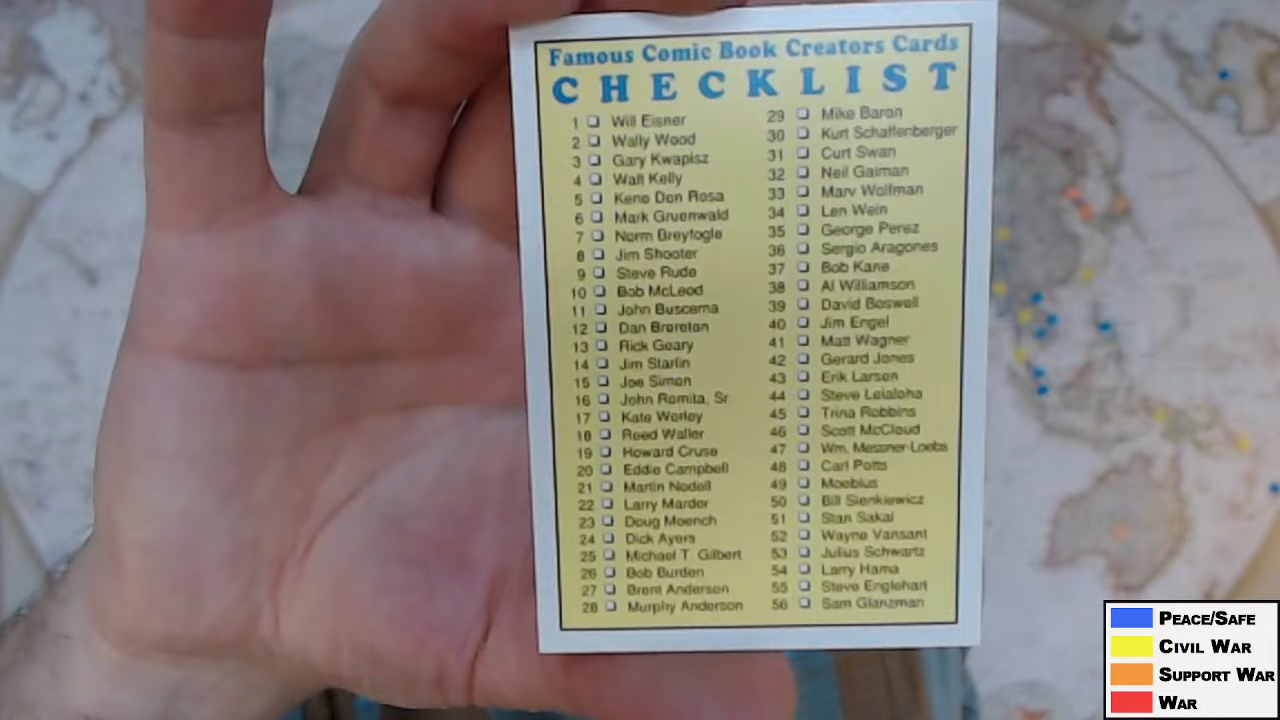 Famous Comic Book Creators Cards
CHECKLIST
1 Will Eisner
2 Wally Wood
3 Gary Kwapisz
4 Walt Kelly
5 Keno Don Rosa
6 Mark Gruenwald
7 Norm Breyfogle
8 Jim Shooter
9 Steve Rude
10 Bob McLeod
11 John Buscema
12 Dan Brereton
13 Rick Geary
14 Jim Starlin
15 Joe Simon
16 John Romita, Sr
17 Kate Worley
18 Reed Waller
19 Howard Cruse
20 Eddie Campbell
21 Martin Nodell
22 Larry Marder
23 Doug Moench
24 Dick Ayers
25 Michael T. Gilbert
26 Bob Burden
27 Brent Anderson
28 Murphy Anderson
29 Mike Baron
30 Kurt Schaffenberger
31 Curt Swan
32 Neil Gaiman
33 Marv Wolfman
34 Len Wein
35 George Perez
36 Sergio Aragones
37 Bob Kane
38 Al Williamson
39 David Boswell
40 Jim Engel
41 Matt Wagner
42 Gerard Jones
43 Erik Larsen
44 Steve Leialoha
45 Trina Robbins
46 Scott McCloud
47 Wm. Messner-Loebs
48 Carl Potts
49 Moebius
50 Bill Sienkiewicz
51 Stan Sakai
52 Wayne Vansant
53 Julius Schwartz
54 Larry Hama
55 Steve Englehart
56 Sam Glanzman
PEACE/SAFE
CIVIL WAR
SUPPORT WAR
WAR